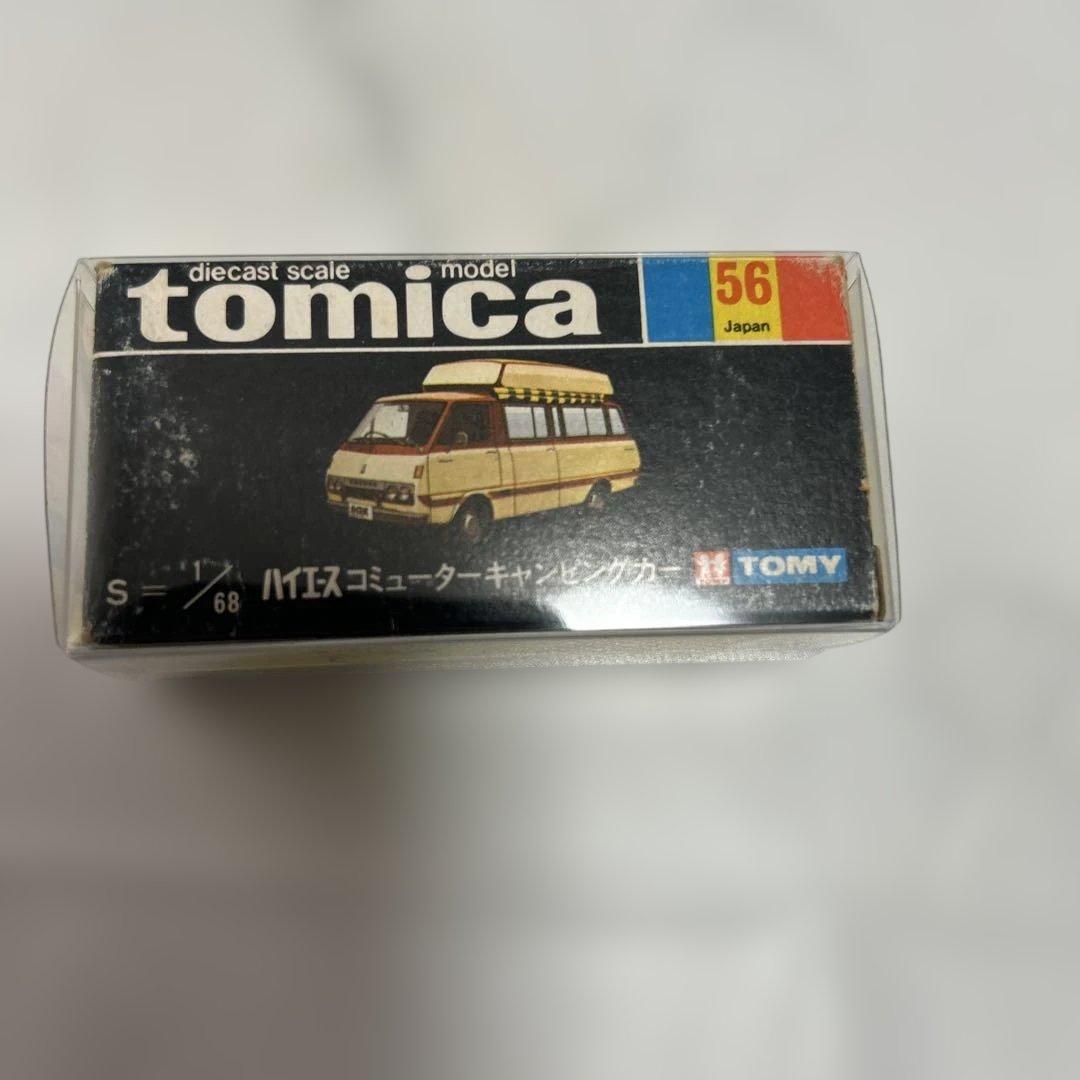 diecast scale model
tomica
56
Japan
S = 1/68 ハイエース コミューターキャンピングカー
TOMY